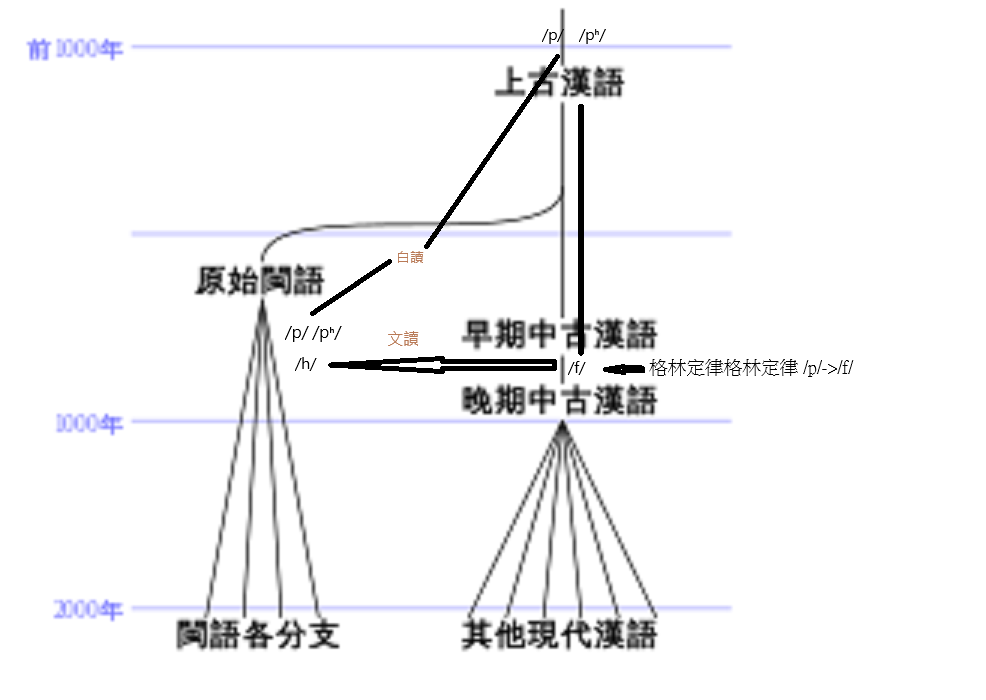 /p/ /pʰ/
前1000年
上古漢語
白讀
原始閩語
/p/ /pʰ/
文讀
早期中古漢語
/h/
/f/
格林定律格林定律 /p/->/f/
晚期中古漢語
1000年
2000年
閩語各分支
其他現代漢語